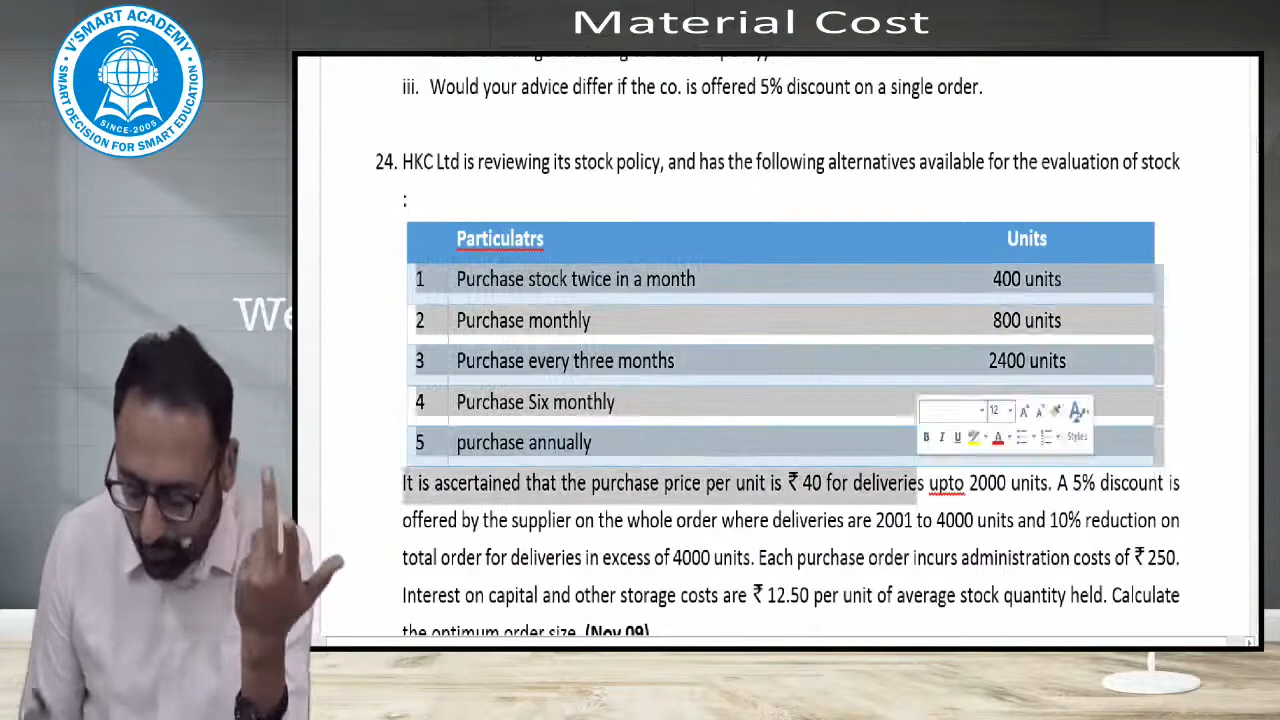 Material Cost
V'SMART ACADEMY
SMART DECISION FOR SMART EDUCATION
SINCE-2005
We
iii. Would your advice differ if the co. is offered 5% discount on a single order.
24. HKC Ltd is reviewing its stock policy, and has the following alternatives available for the evaluation of stock
:
Particulatrs Units
1 Purchase stock twice in a month 400 units
2 Purchase monthly 800 units
3 Purchase every three months 2400 units
4 Purchase Six monthly
5 purchase annually
12
B I U A Styles
It is ascertained that the purchase price per unit is ₹ 40 for deliveries upto 2000 units. A 5% discount is
offered by the supplier on the whole order where deliveries are 2001 to 4000 units and 10% reduction on
total order for deliveries in excess of 4000 units. Each purchase order incurs administration costs of ₹ 250.
Interest on capital and other storage costs are ₹ 12.50 per unit of average stock quantity held. Calculate
the optimum order size. (Nov 09)